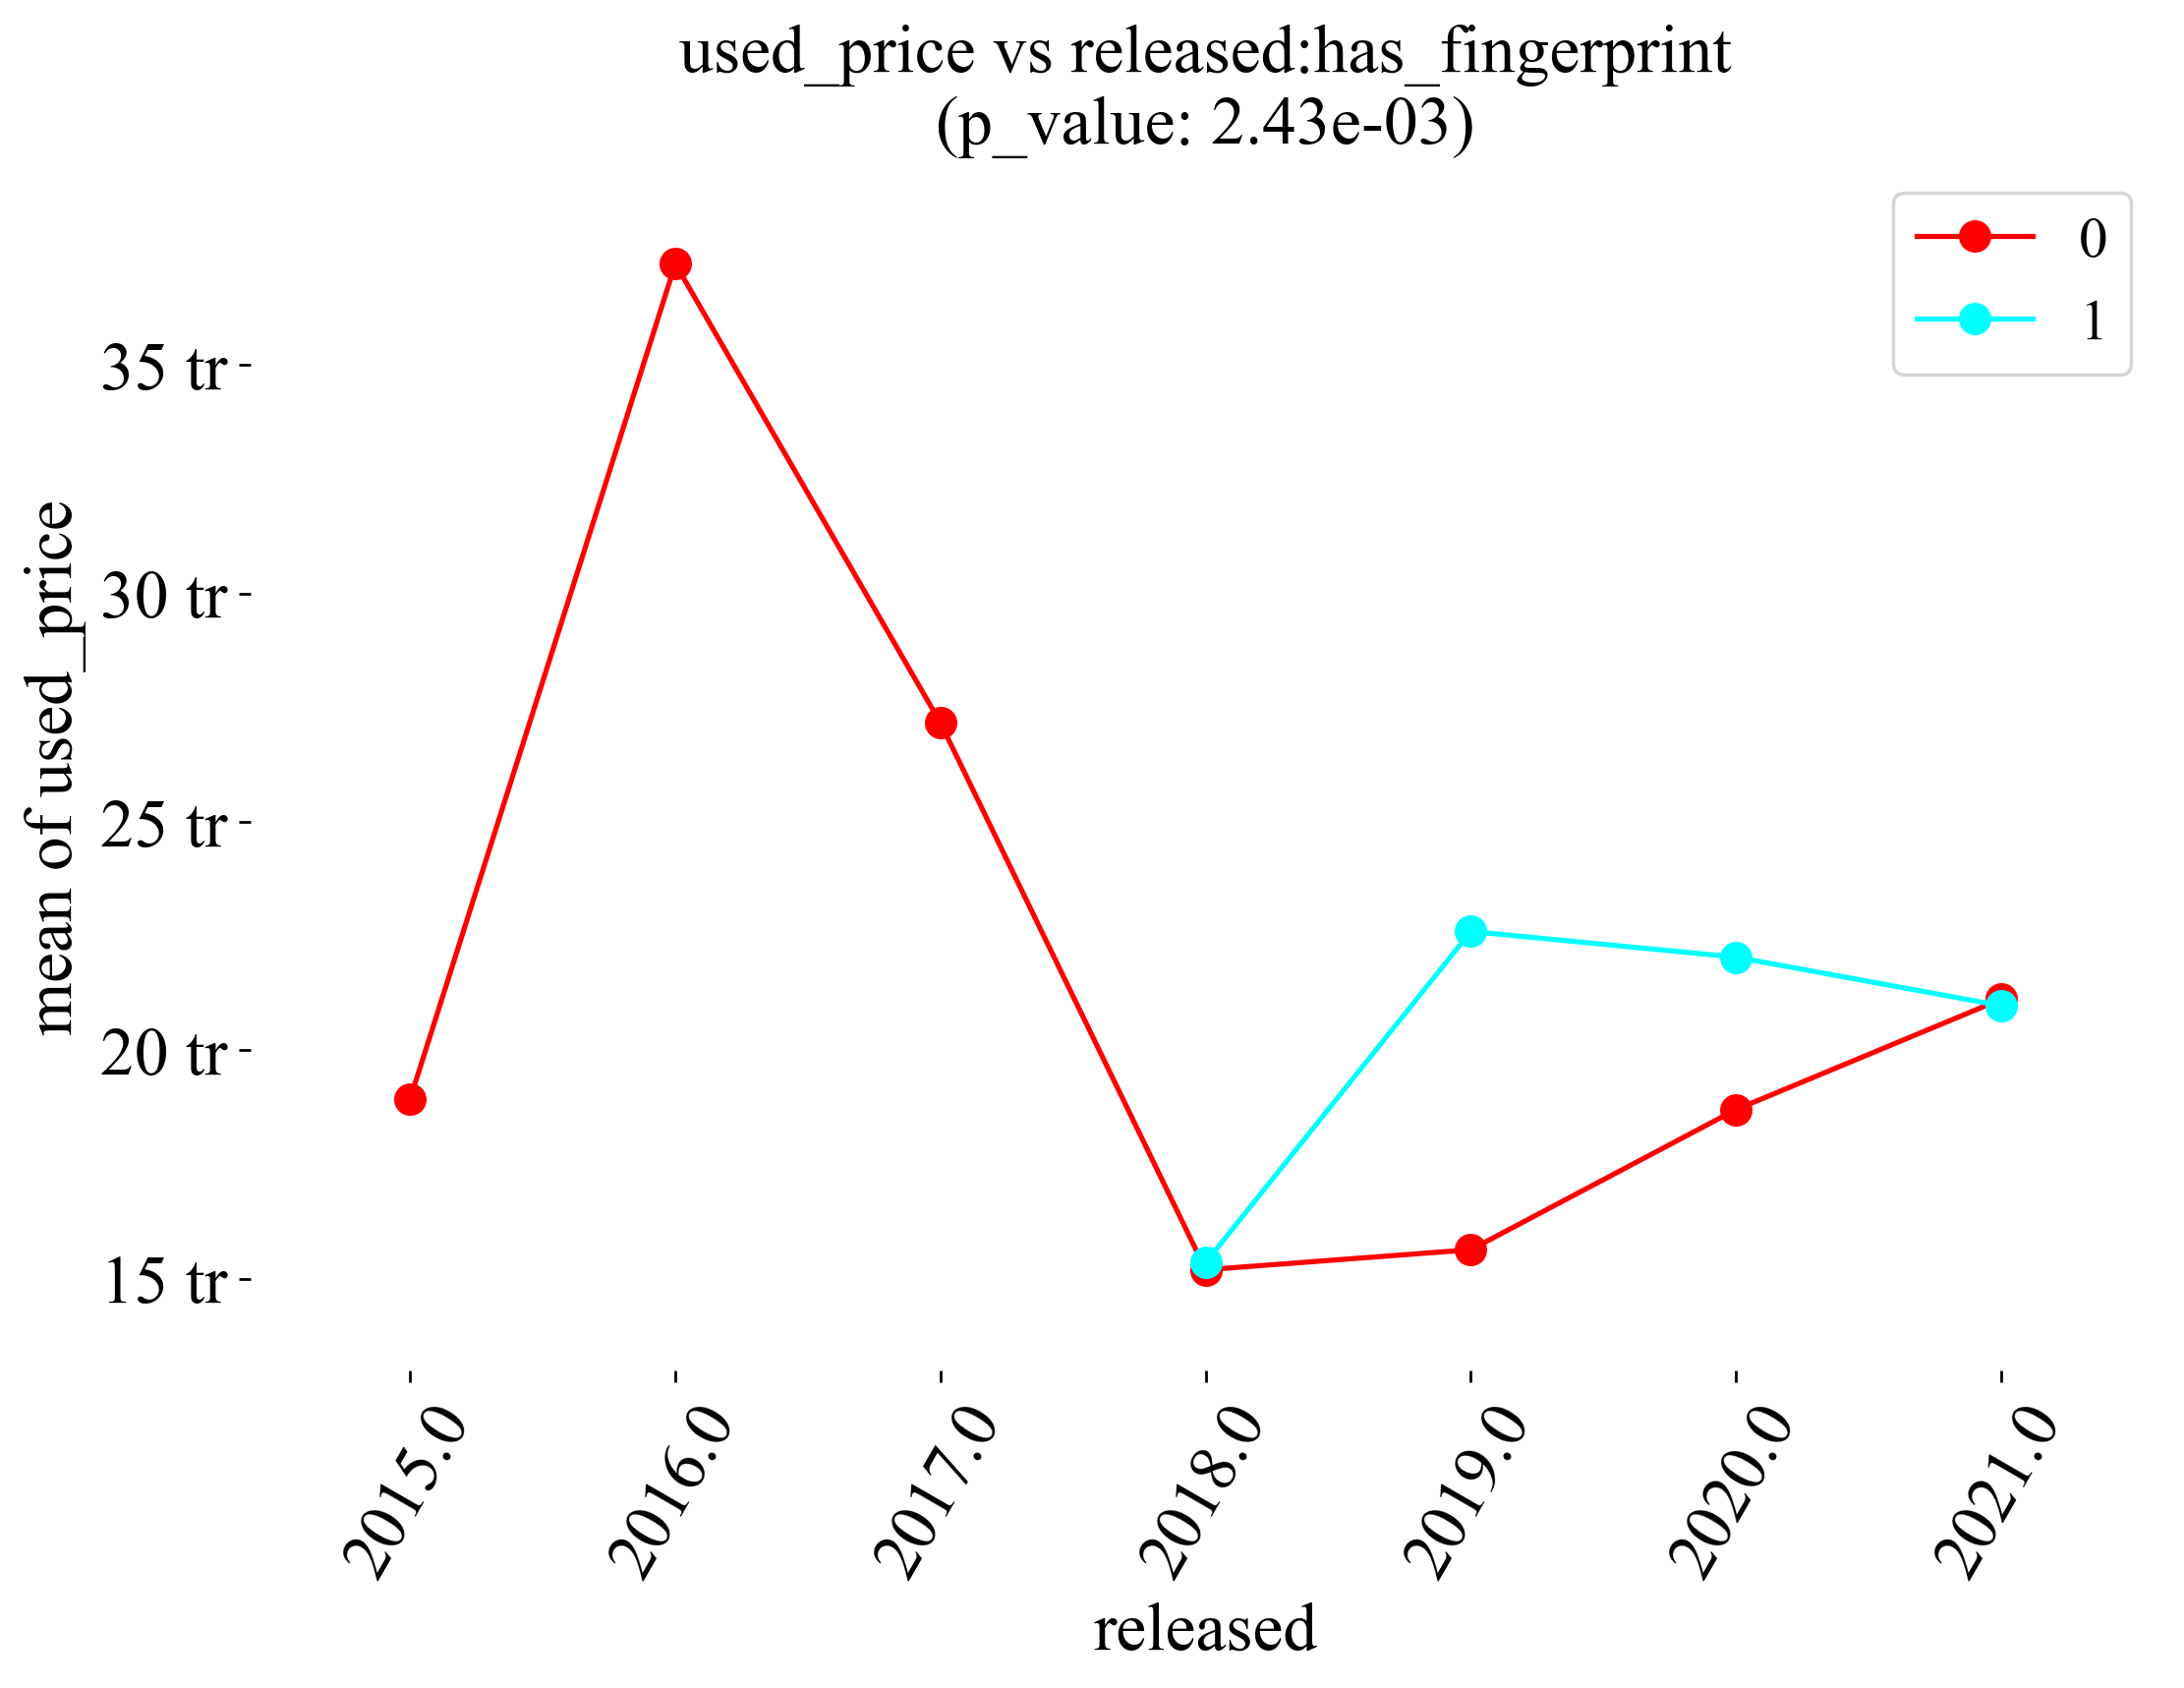 used_price vs released:has_fingerprint
(p_value: 2.43e-03)
0
1
mean of used_price
35 tr
30 tr
25 tr
20 tr
15 tr
2015.0
2016.0
2017.0
2018.0
2019.0
2020.0
2021.0
released